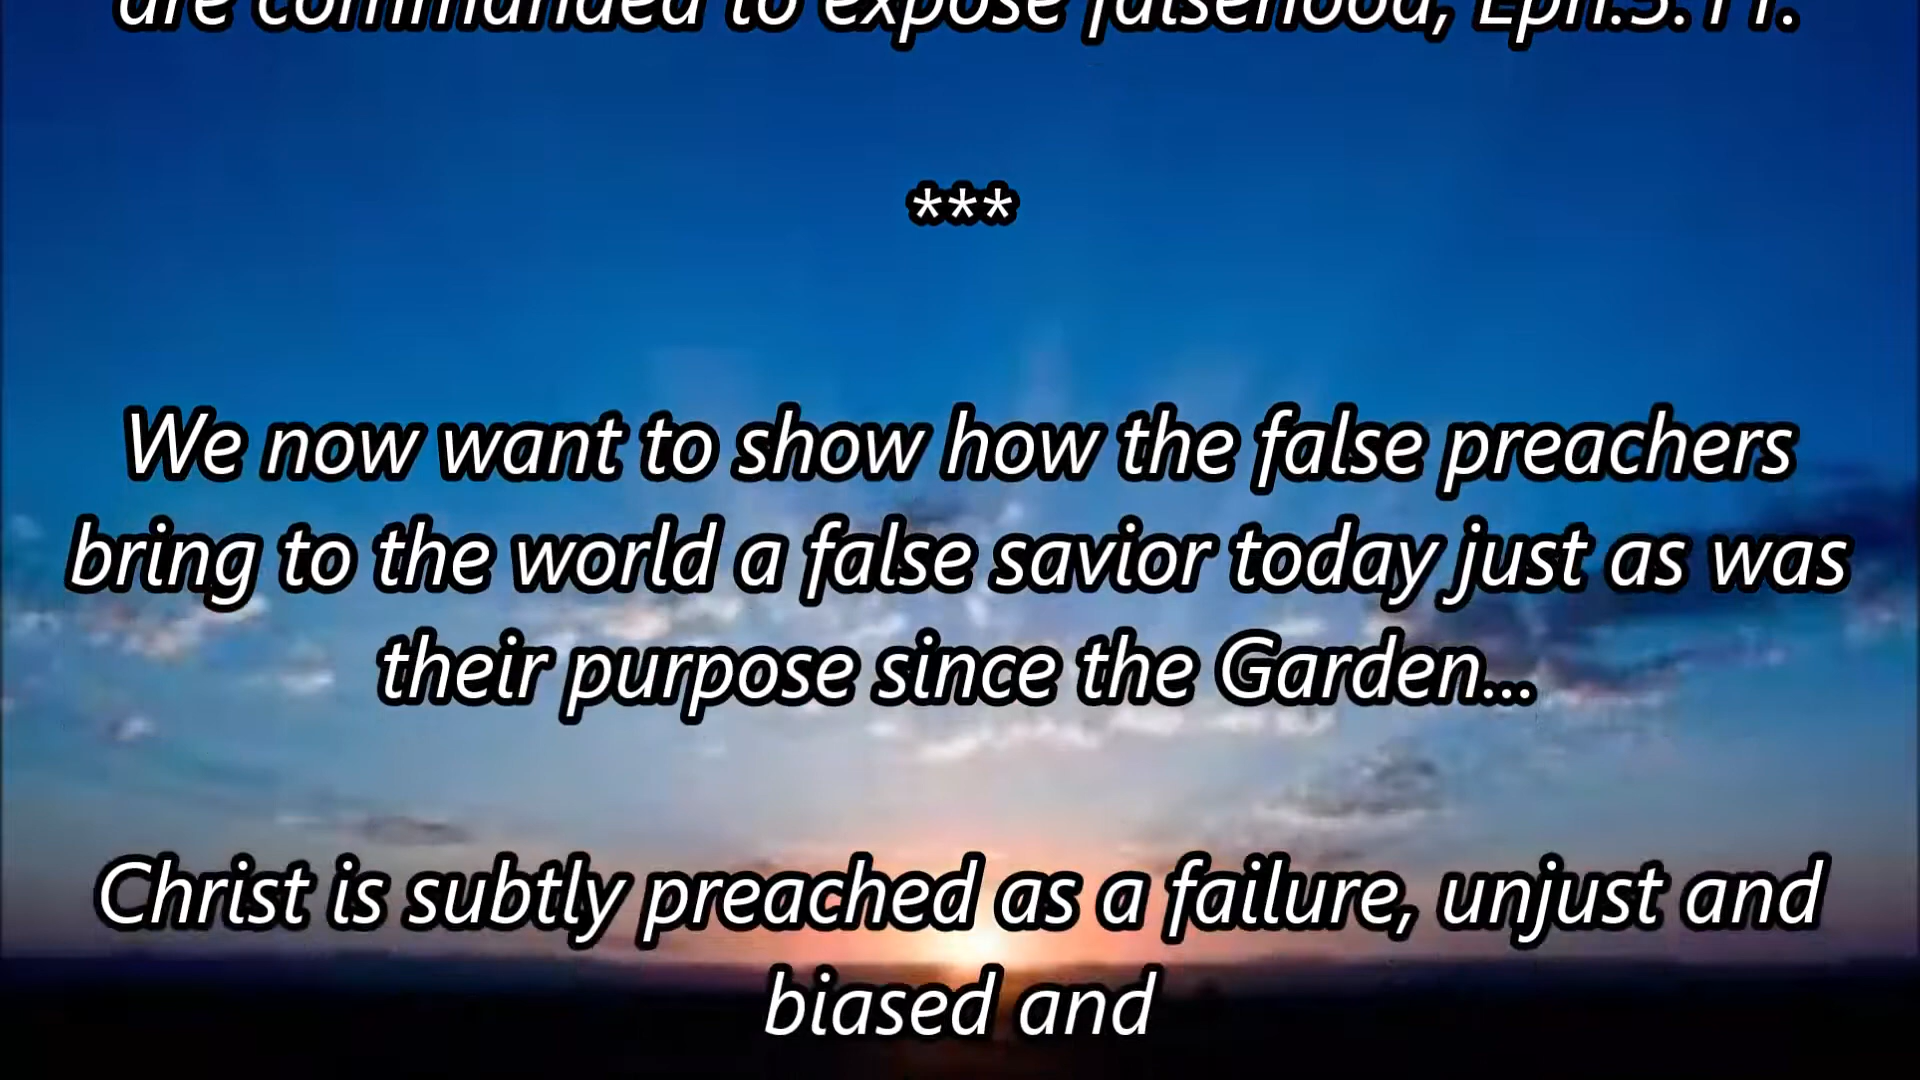 are commanded to expose falsehood, Eph.5:11.
***
We now want to show how the false preachers
bring to the world a false savior today just as was
their purpose since the Garden...
Christ is subtly preached as a failure, unjust and
biased and